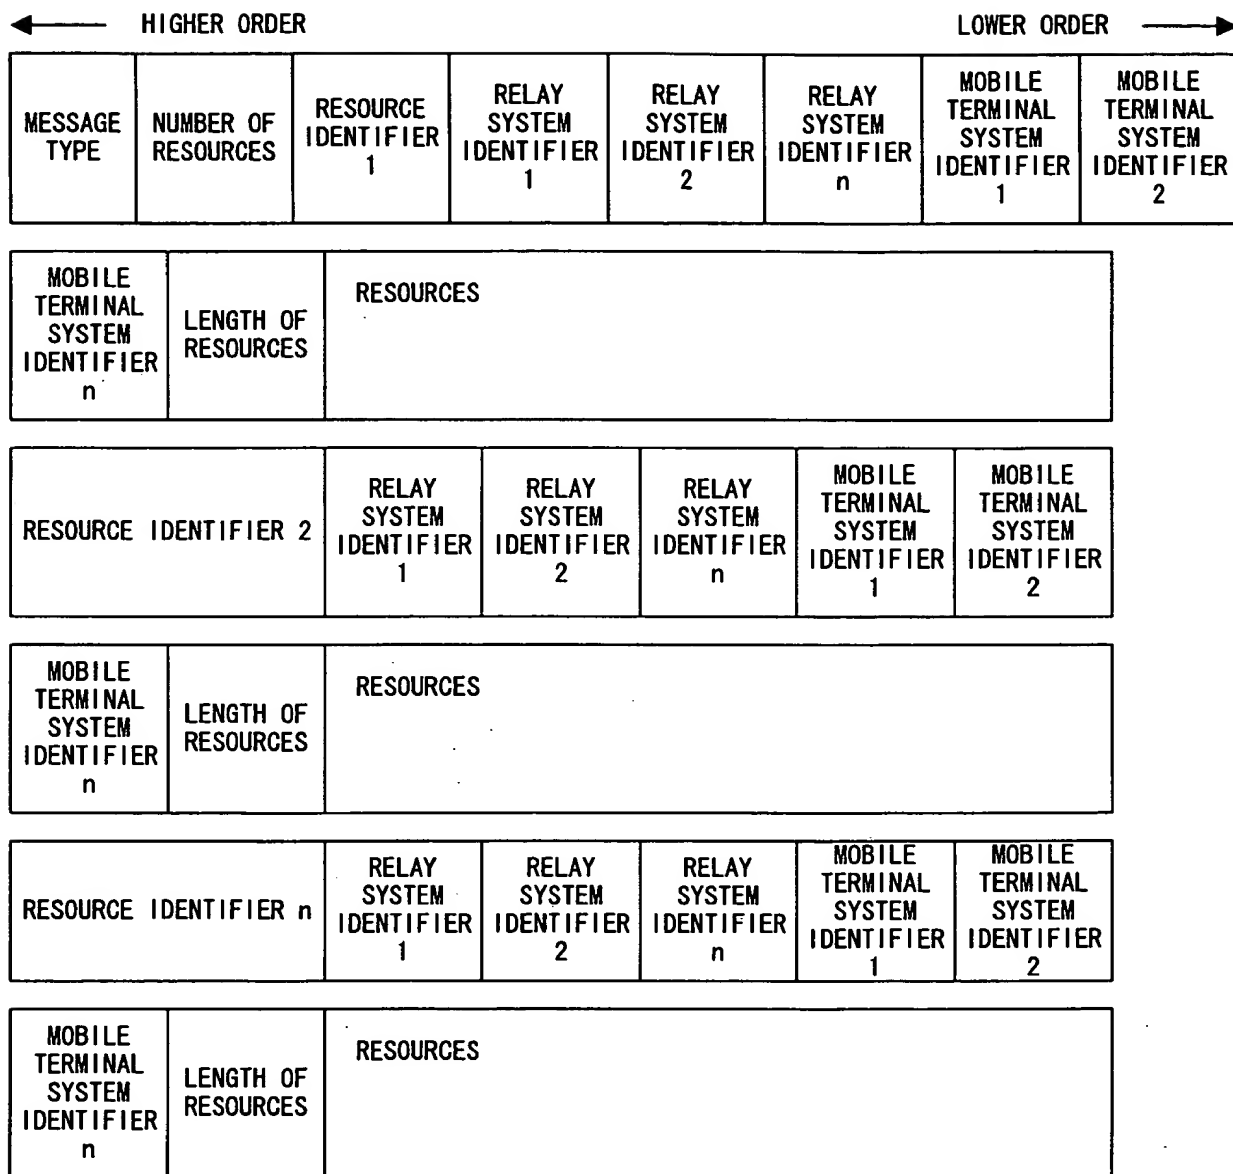 HIGHER ORDER
LOWER ORDER
MESSAGE
TYPE
NUMBER OF
RESOURCES
RESOURCE
IDENTIFIER
1
RELAY
SYSTEM
IDENTIFIER
1
RELAY
SYSTEM
IDENTIFIER
2
RELAY
SYSTEM
IDENTIFIER
n
MOBILE
TERMINAL
SYSTEM
IDENTIFIER
1
MOBILE
TERMINAL
SYSTEM
IDENTIFIER
2
MOBILE
TERMINAL
SYSTEM
IDENTIFIER
n
LENGTH OF
RESOURCES
RESOURCES
RESOURCE IDENTIFIER 2
RELAY
SYSTEM
IDENTIFIER
1
RELAY
SYSTEM
IDENTIFIER
2
RELAY
SYSTEM
IDENTIFIER
n
MOBILE
TERMINAL
SYSTEM
IDENTIFIER
1
MOBILE
TERMINAL
SYSTEM
IDENTIFIER
2
MOBILE
TERMINAL
SYSTEM
IDENTIFIER
n
LENGTH OF
RESOURCES
RESOURCES
RESOURCE IDENTIFIER n
RELAY
SYSTEM
IDENTIFIER
1
RELAY
SYSTEM
IDENTIFIER
2
RELAY
SYSTEM
IDENTIFIER
n
MOBILE
TERMINAL
SYSTEM
IDENTIFIER
1
MOBILE
TERMINAL
SYSTEM
IDENTIFIER
2
MOBILE
TERMINAL
SYSTEM
IDENTIFIER
n
LENGTH OF
RESOURCES
RESOURCES